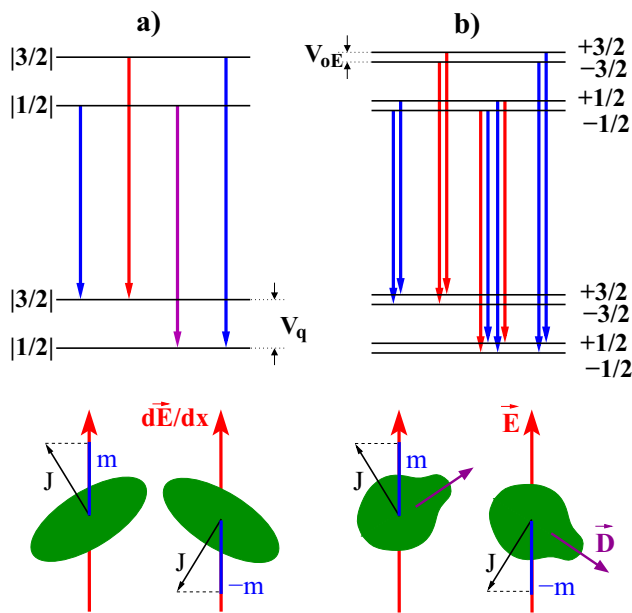 a)
|3/2|
|1/2|
|3/2|
|1/2|
V_q
b)
V_oE
+3/2
−3/2
+1/2
−1/2
+3/2
−3/2
+1/2
−1/2
dE⃗/dx
J
m
J
−m
E⃗
J
m
J
−m
D⃗